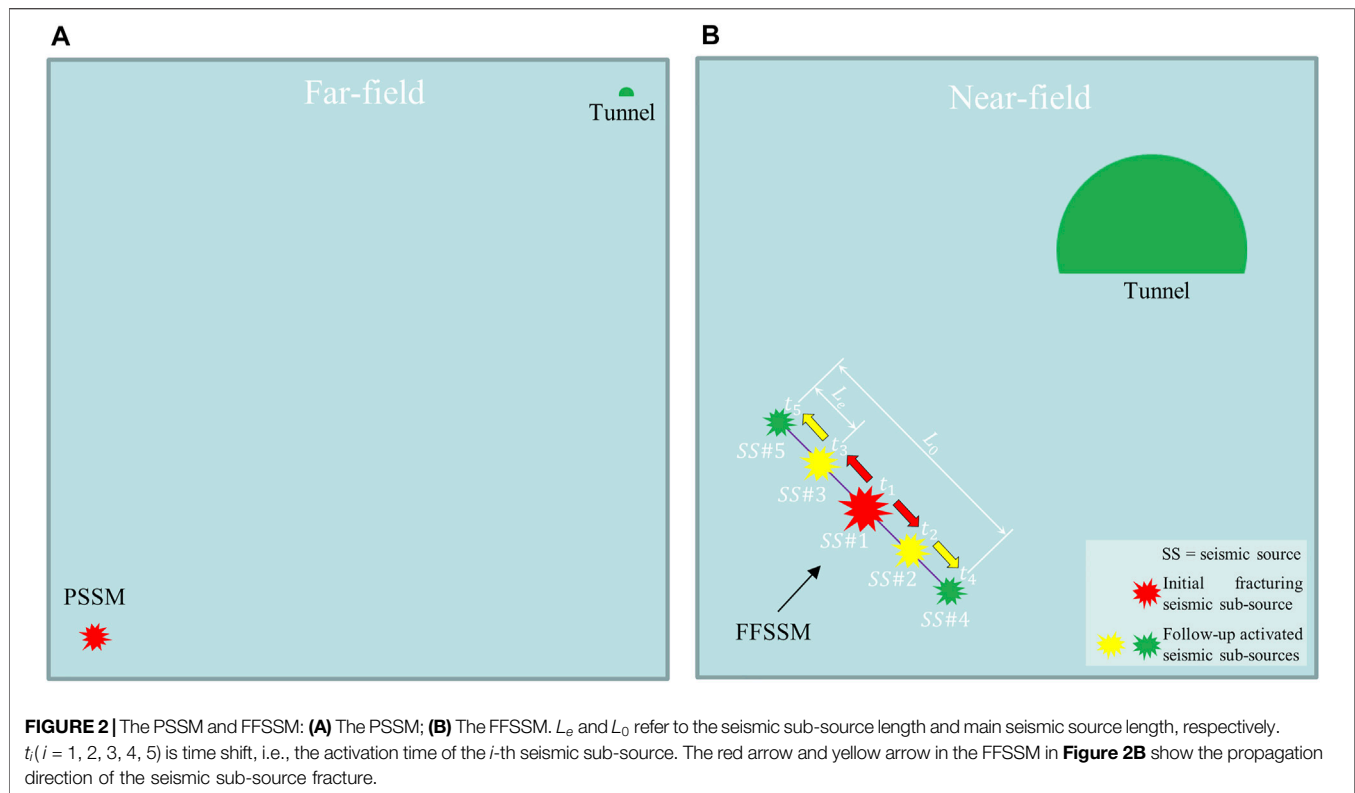 A
Far-field
Tunnel
PSSM
B
Near-field
Tunnel
L₀
Lₑ
t₅
SS#5
t₃
SS#3
t₁
SS#1
t₂
SS#2
t₄
SS#4
FFSSM
SS = seismic source
Initial fracturing
seismic sub-source
Follow-up activated
seismic sub-sources
FIGURE 2 | The PSSM and FFSSM: (A) The PSSM; (B) The FFSSM. Lₑ and L₀ refer to the seismic sub-source length and main seismic source length, respectively.
tᵢ(i = 1, 2, 3, 4, 5) is time shift, i.e., the activation time of the i-th seismic sub-source. The red arrow and yellow arrow in the FFSSM in Figure 2B show the propagation
direction of the seismic sub-source fracture.